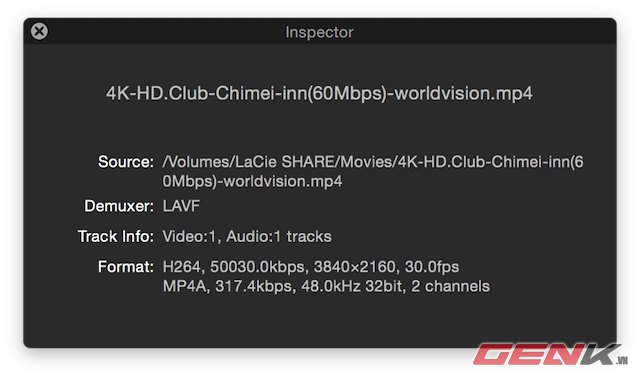 Inspector
4K-HD.Club-Chimei-inn(60Mbps)-worldvision.mp4
Source: /Volumes/LaCie SHARE/Movies/4K-HD.Club-Chimei-inn(6
0Mbps)-worldvision.mp4
Demuxer: LAVF
Track Info: Video:1, Audio:1 tracks
Format: H264, 50030.0kbps, 3840×2160, 30.0fps
MP4A, 317.4kbps, 48.0kHz 32bit, 2 channels
GENK.VN